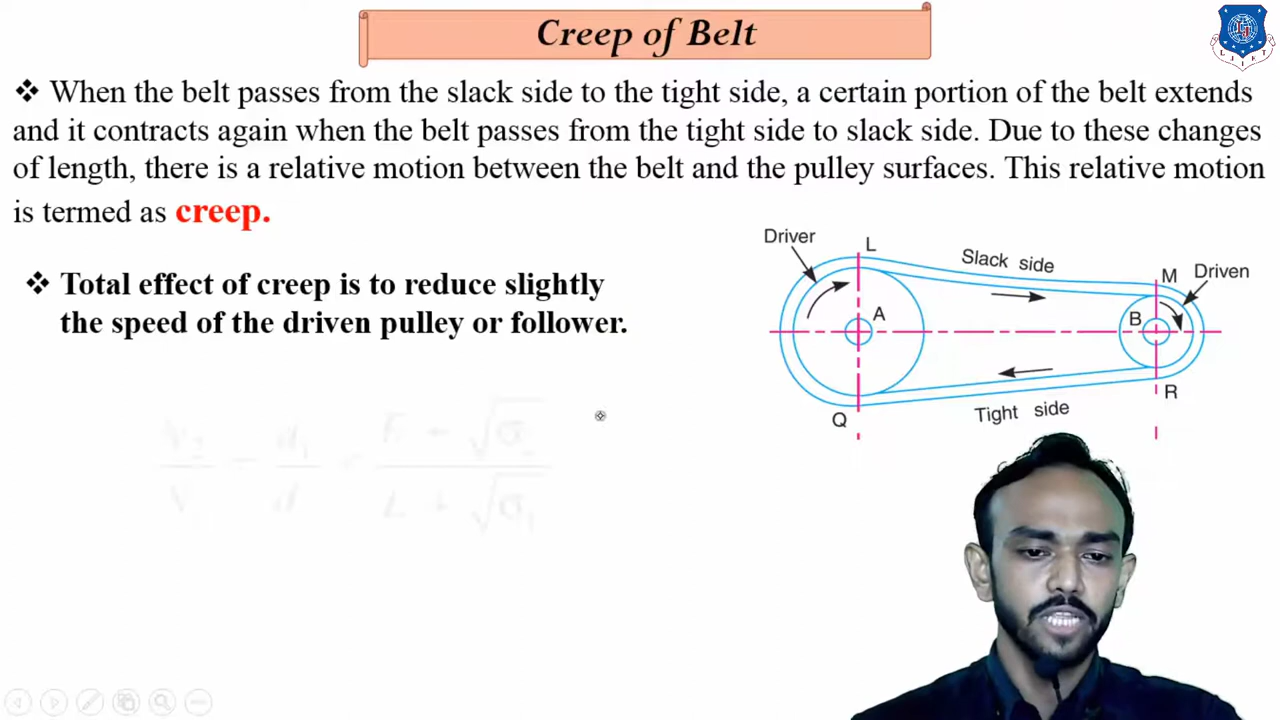 Creep of Belt
❖ When the belt passes from the slack side to the tight side, a certain portion of the belt extends
and it contracts again when the belt passes from the tight side to slack side. Due to these changes
of length, there is a relative motion between the belt and the pulley surfaces. This relative motion
is termed as creep.
❖ Total effect of creep is to reduce slightly
the speed of the driven pulley or follower.
Driver
L
Slack side
M
Driven
A
B
Q
Tight side
R